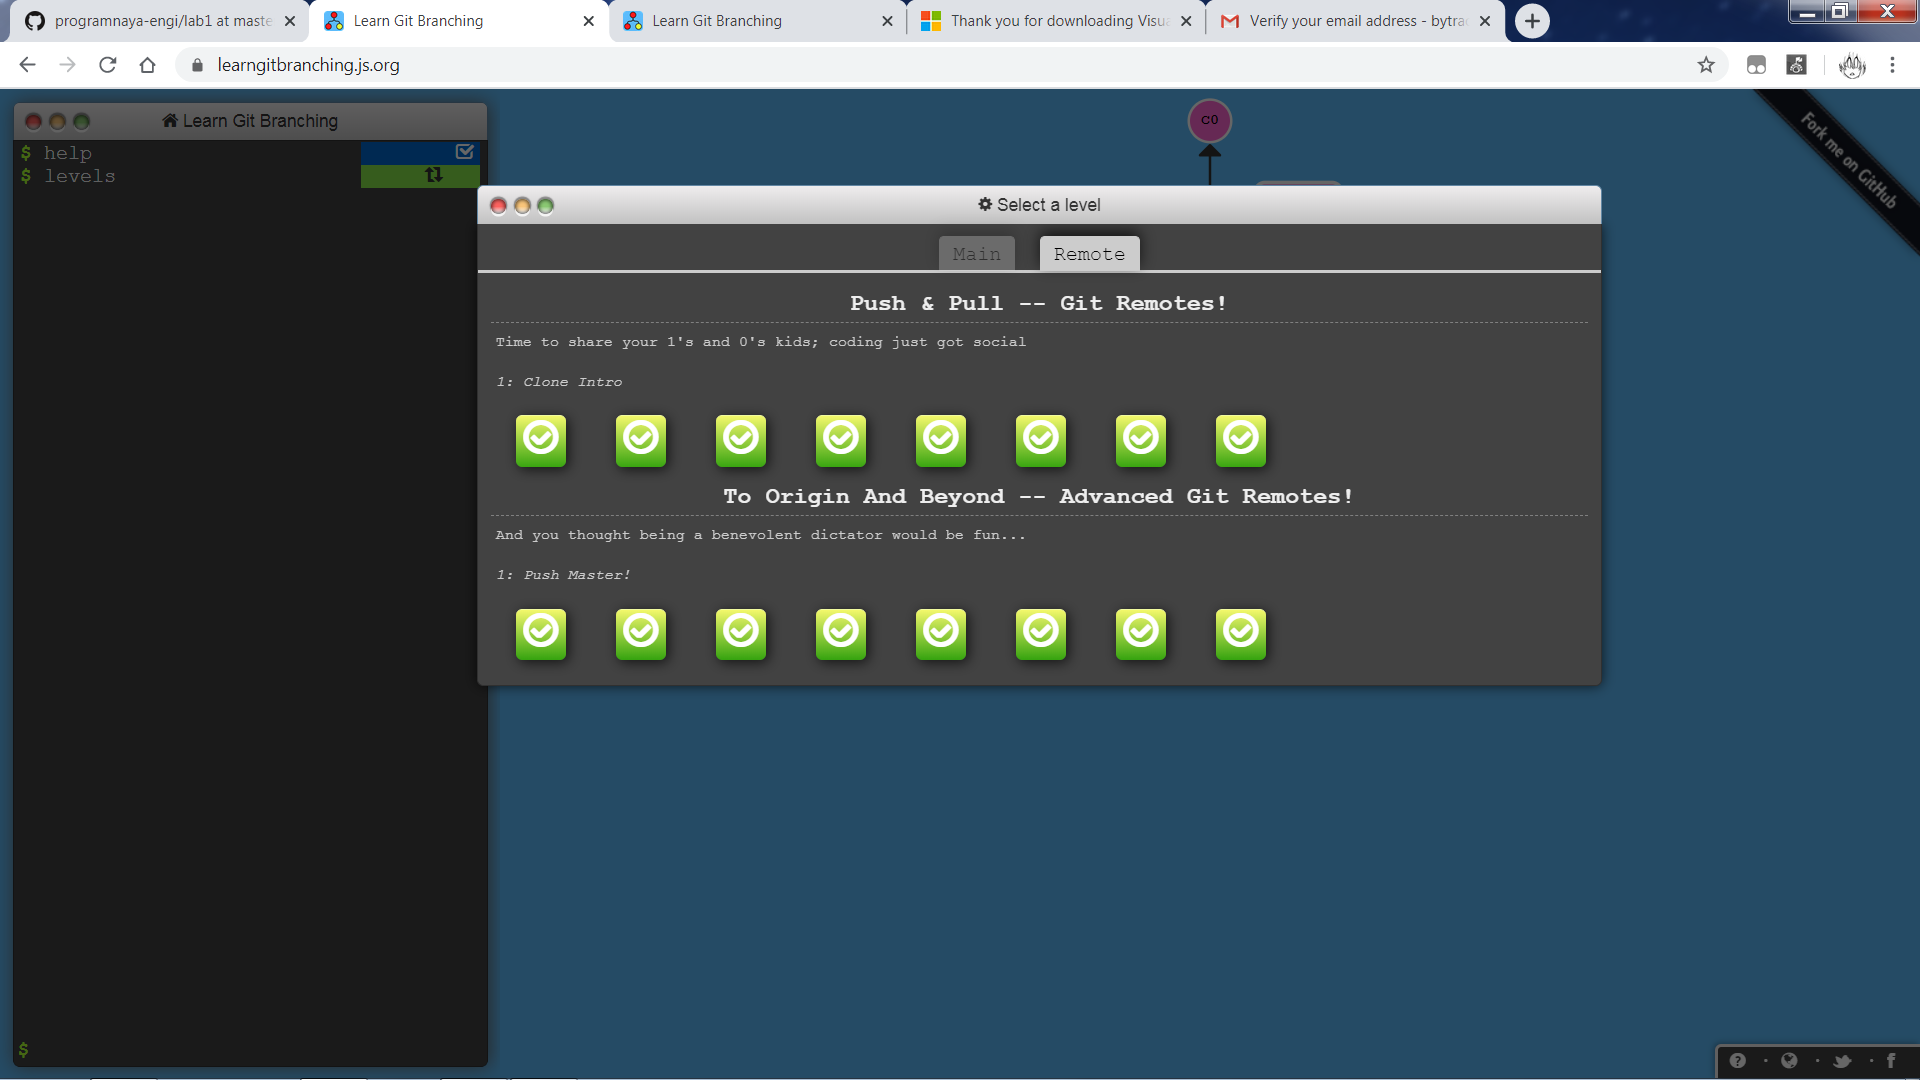 programnaya-engi/lab1 at maste
Learn Git Branching
Learn Git Branching
Thank you for downloading Visua
Verify your email address - bytra
learngitbranching.js.org
Learn Git Branching
$ help
$ levels
$
C0
Fork me on GitHub
Select a level
Main
Remote
Push & Pull -- Git Remotes!
Time to share your 1's and 0's kids; coding just got social
1: Clone Intro
To Origin And Beyond -- Advanced Git Remotes!
And you thought being a benevolent dictator would be fun...
1: Push Master!